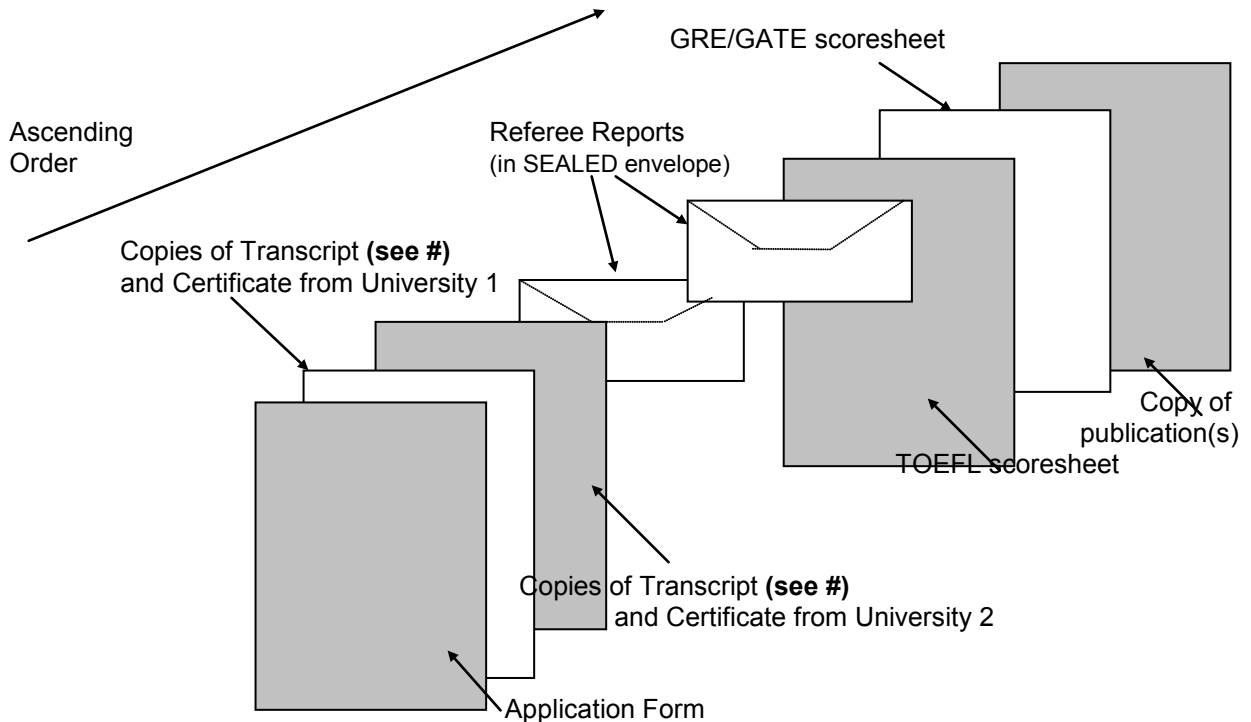 GRE/GATE scoresheet
Ascending
Order
Referee Reports
(in SEALED envelope)
Copies of Transcript (see #)
and Certificate from University 1
Copy of
publication(s)
TOEFL scoresheet
Copies of Transcript (see #)
and Certificate from University 2
Application Form